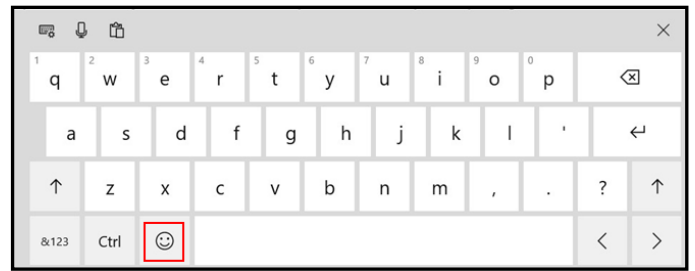 1 2 3 4 5 6 7 8 9 0
q w e r t y u i o p
a s d f g h j k l '
z x c v b n m , . ?
&123 Ctrl